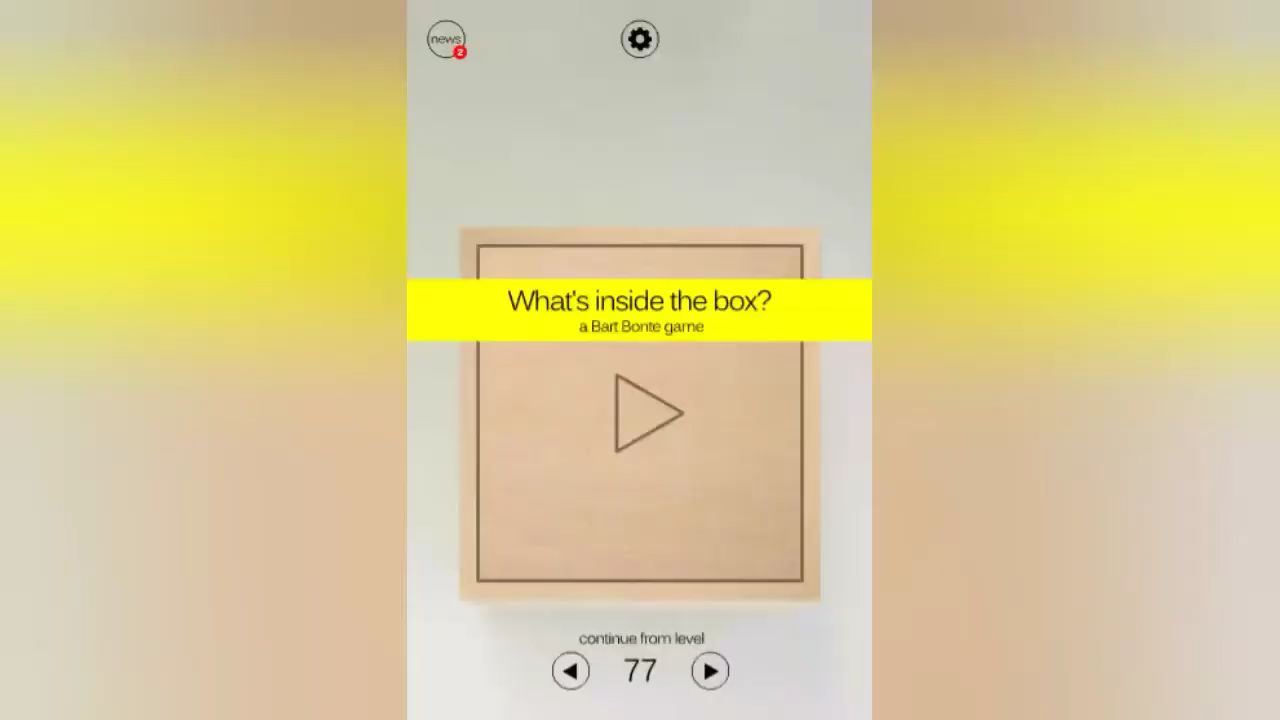 news
2
What's inside the box?
a Bart Bonte game
continue from level
77